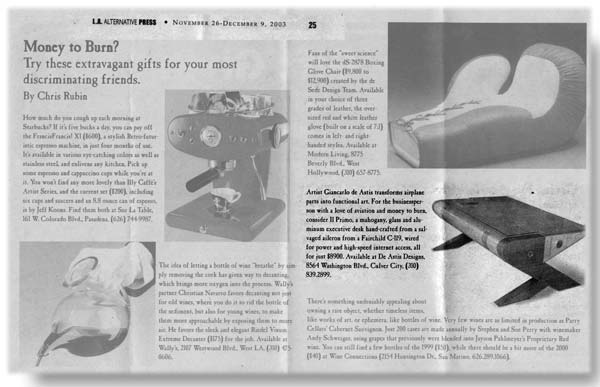 L.A. ALTERNATIVE PRESS • NOVEMBER 26-DECEMBER 9, 2003 25
Money to Burn?
Try these extravagant gifts for your most
discriminating friends.
By Chris Rubin
How much do you cough up each morning at
Starbucks? If it's five bucks a day, you can pay off
the FrancisFrancis! X1 ($600), a stylish Retro-futur-
istic espresso machine, in just four months of use.
It's available in various eye-catching colors as well as
stainless steel, and enlivens any kitchen. Pick up
some espresso and cappuccino cups while you're at
it. You won't find any more lovely than Illy Caffè's
Artist Series, and the current set ($200), including
six cups and saucers and an 8.8 ounce can of espresso,
is by Jeff Koons. Find them both at Sur La Table,
161 W. Colorado Blvd., Pasadena, (626) 744-9987.
The idea of letting a bottle of wine "breathe" by sim-
ply removing the cork has given way to decanting,
which brings more oxygen into the process. Wally's
partner Christian Navarro favors decanting not just
for old wines, where you do it to rid the bottle of
the sediment, but also for young wines, to make
them more approachable by exposing them to more
air. He favors the sleek and elegant Riedel Vinum
Extreme Decanter ($175) for the job. Available at
Wally's, 2107 Westwood Blvd., West L.A. (310) 475-
0606.
Fans of the "sweet science"
will love the dS-2878 Boxing
Glove Chair ($9,800 to
$12,900) created by the de
Sede Design Team. Available
in your choice of three
grades of leather, the over-
sized red and white leather
glove (built on a scale of 7:1)
comes in left- and right-
handed styles. Available at
Modern Living, 8775
Beverly Blvd., West
Hollywood, (310) 657-8775.
Artist Giancarlo de Astis transforms airplane
parts into functional art. For the businessper-
son with a love of aviation and money to burn,
consider Il Primo, a mahogany, glass and alu-
minum executive desk hand-crafted from a sal-
vaged aileron from a Fairchild C-119, wired
for power and high-speed internet access, all
for just $8900. Available at De Astis Designs,
8564 Washington Blvd., Culver City, (310)
839.2899.
There's something undeniably appealing about
owning a rare object, whether timeless items,
like works of art, or ephemera, like bottles of wine. Very few wines are as limited in production as Parry
Cellars' Cabernet Sauvignon. Just 200 cases are made annually by Stephen and Sue Parry with winemaker
Andy Schweiger, using grapes that previously were blended into Jayson Pahlmeyer's Proprietary Red
wine. You can still find a few bottles of the 1999 ($50), while there should be a bit more of the 2000
($40) at Wine Connections (2154 Huntington Dr., San Marino, 626.289.1066).